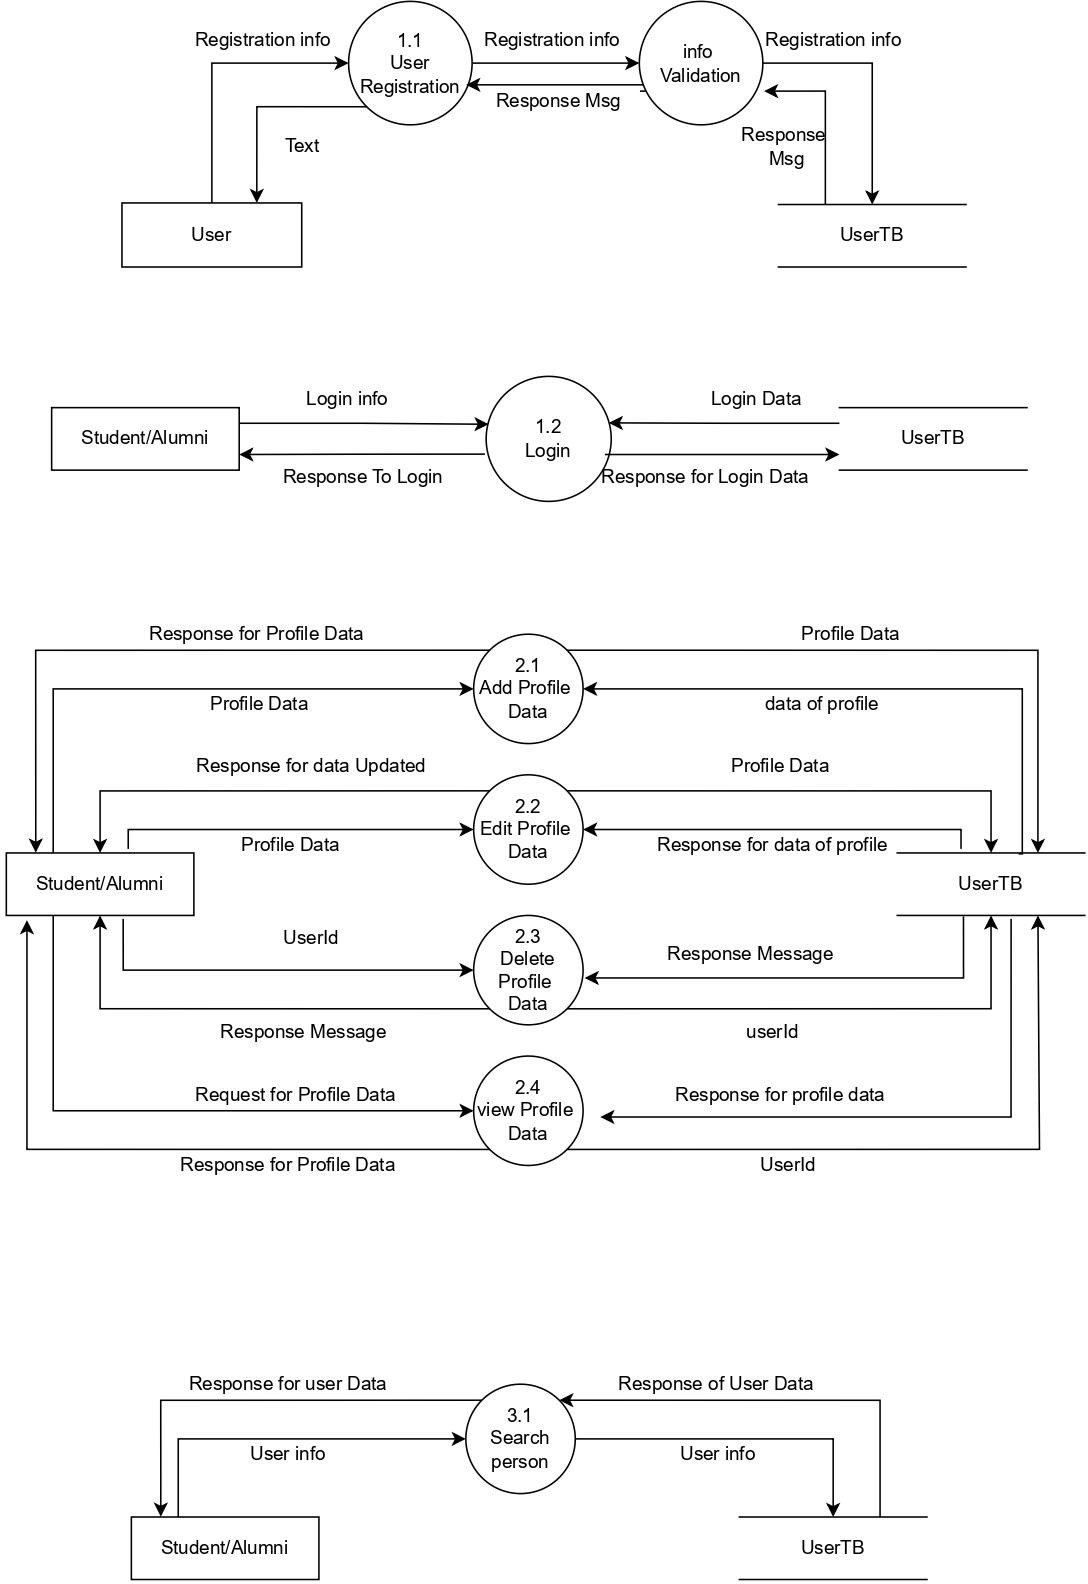 Registration info
1.1
User
Registration
Registration info
info
Validation
Registration info
Response Msg
Text
Response
Msg
User
UserTB
Login info
1.2
Login
Login Data
Student/Alumni
UserTB
Response To Login
Response for Login Data
Response for Profile Data
2.1
Add Profile
Data
Profile Data
Profile Data
data of profile
Response for data Updated
2.2
Edit Profile
Data
Profile Data
Profile Data
Response for data of profile
Student/Alumni
UserTB
UserId
2.3
Delete
Profile
Data
Response Message
Response Message
userId
Request for Profile Data
2.4
view Profile
Data
Response for profile data
Response for Profile Data
UserId
Response for user Data
3.1
Search
person
Response of User Data
User info
User info
Student/Alumni
UserTB